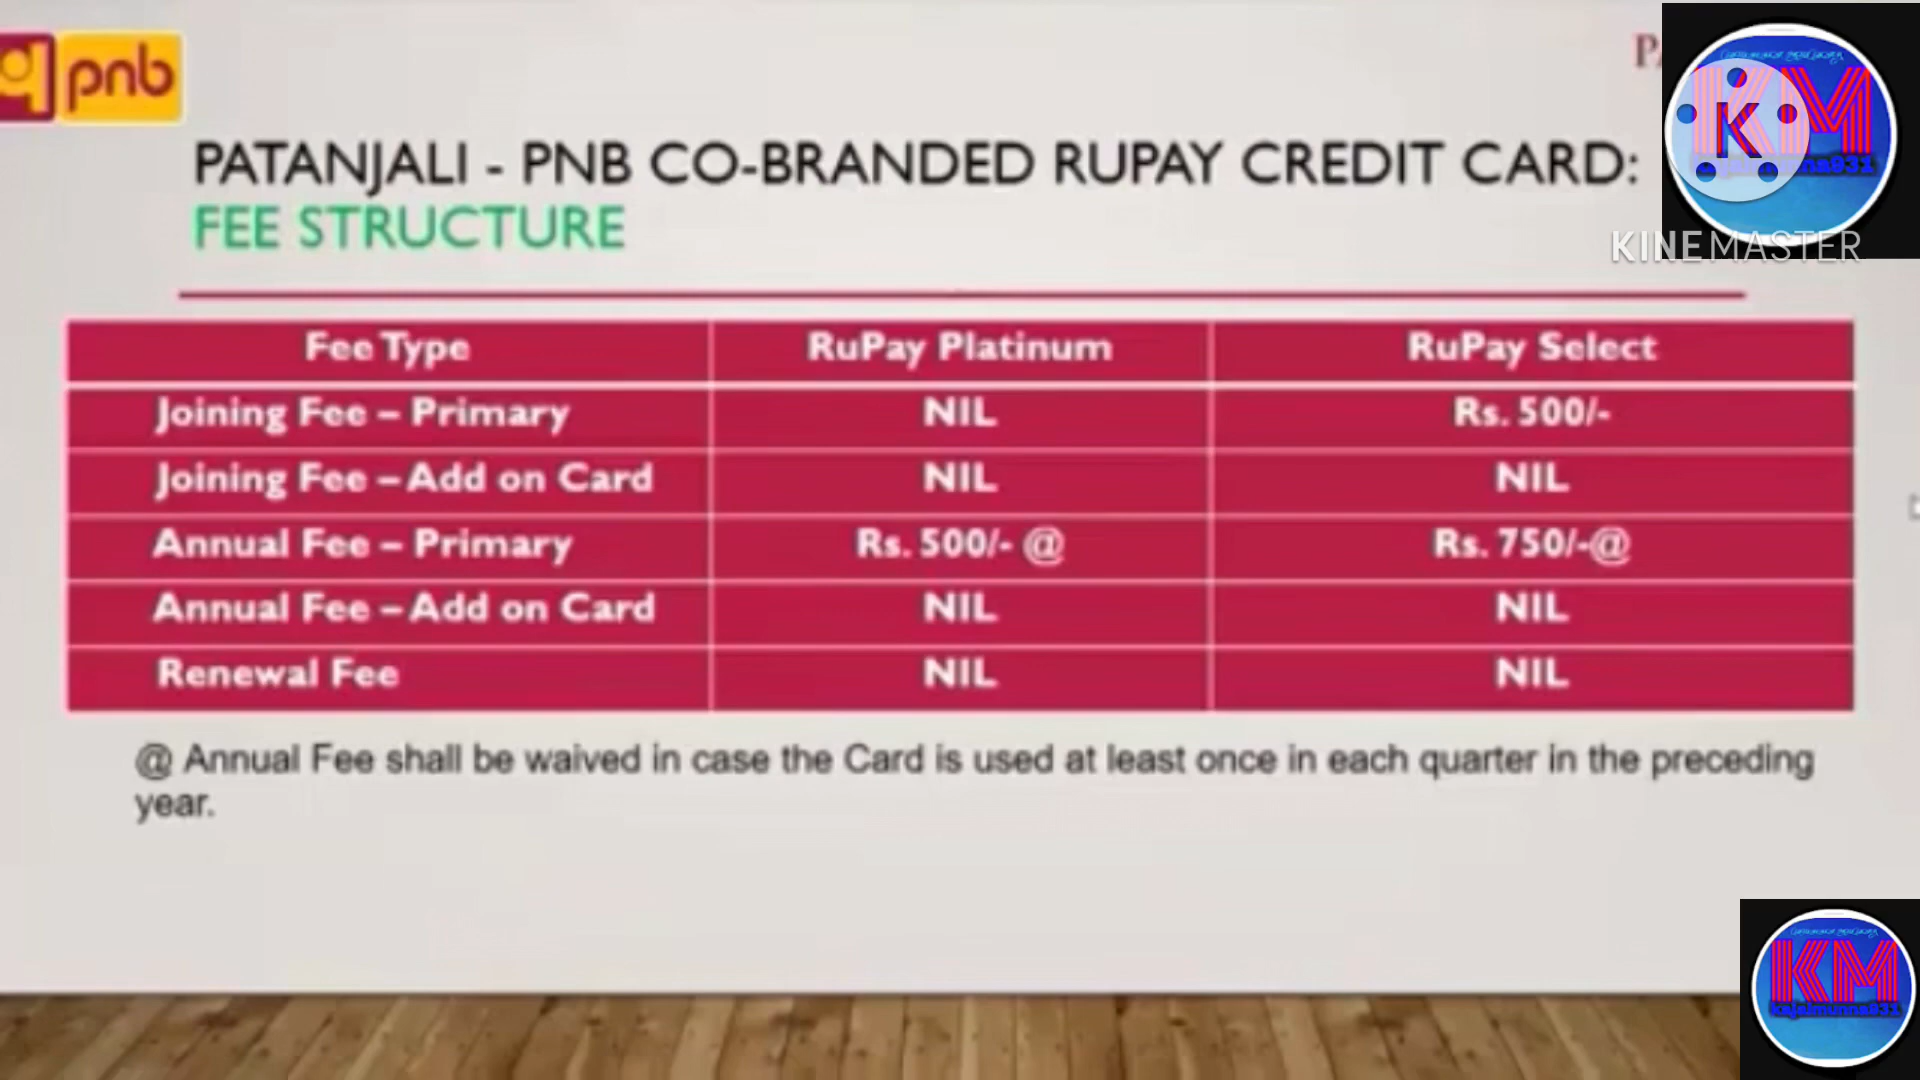 pnb
PATANJALI - PNB CO-BRANDED RUPAY CREDIT CARD:
FEE STRUCTURE
KM
K
KINEMASTER
Fee Type RuPay Platinum RuPay Select
Joining Fee – Primary NIL Rs. 500/-
Joining Fee – Add on Card NIL NIL
Annual Fee – Primary Rs. 500/- @ Rs. 750/-@
Annual Fee – Add on Card NIL NIL
Renewal Fee NIL NIL
@ Annual Fee shall be waived in case the Card is used at least once in each quarter in the preceding
year.
KM
kajaimunna931